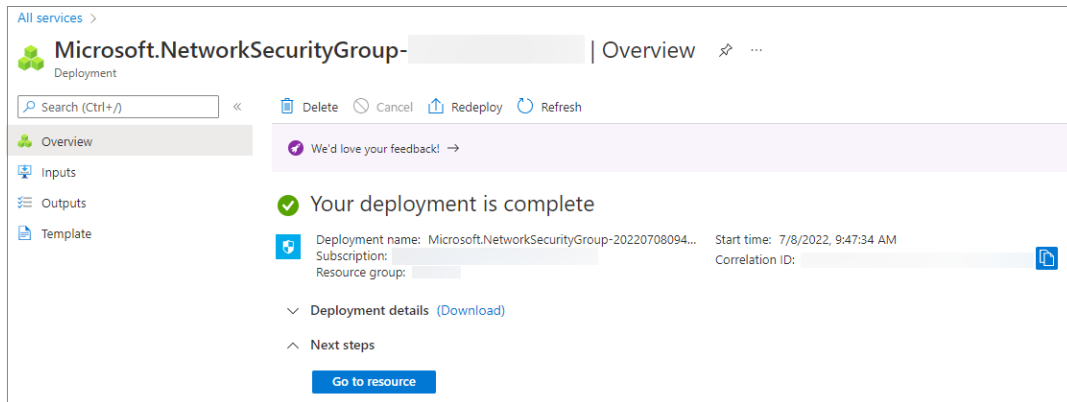 All services >
Microsoft.NetworkSecurityGroup- | Overview ...
Deployment
Search (Ctrl+/) «
Delete Cancel Redeploy Refresh
Overview
We'd love your feedback! →
Inputs
Outputs
Template
Your deployment is complete
Deployment name: Microsoft.NetworkSecurityGroup-20220708094... Start time: 7/8/2022, 9:47:34 AM
Subscription: Correlation ID:
Resource group:
Deployment details (Download)
Next steps
Go to resource